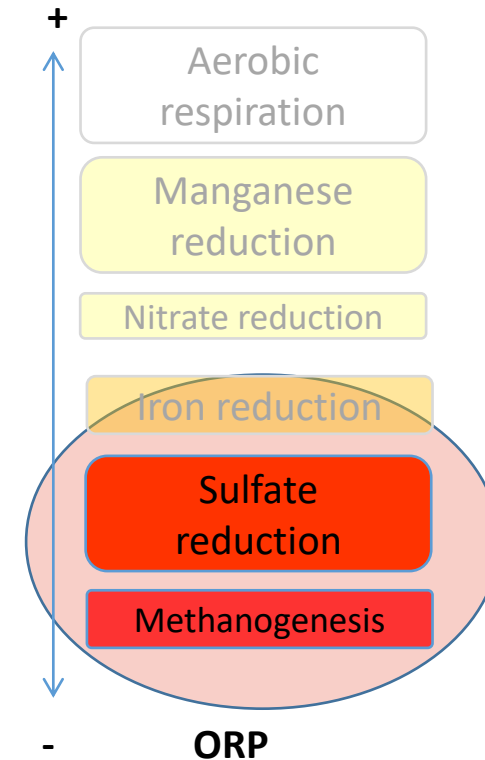 +
Aerobic
respiration
Manganese
reduction
Nitrate reduction
Iron reduction
Sulfate
reduction
Methanogenesis
- ORP